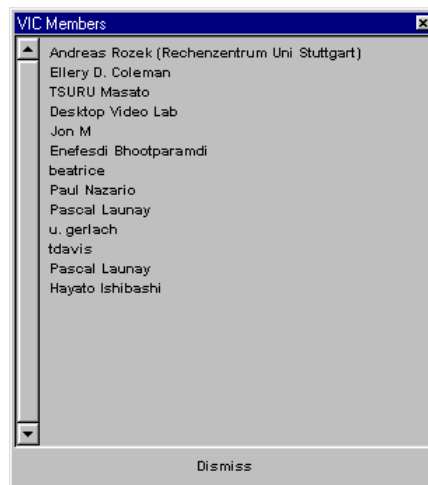 VIC Members
Andreas Rozek (Rechenzentrum Uni Stuttgart)
Ellery D. Coleman
TSURU Masato
Desktop Video Lab
Jon M
Enefesdi Bhootparamdi
beatrice
Paul Nazario
Pascal Launay
u. gerlach
tdavis
Pascal Launay
Hayato Ishibashi
Dismiss